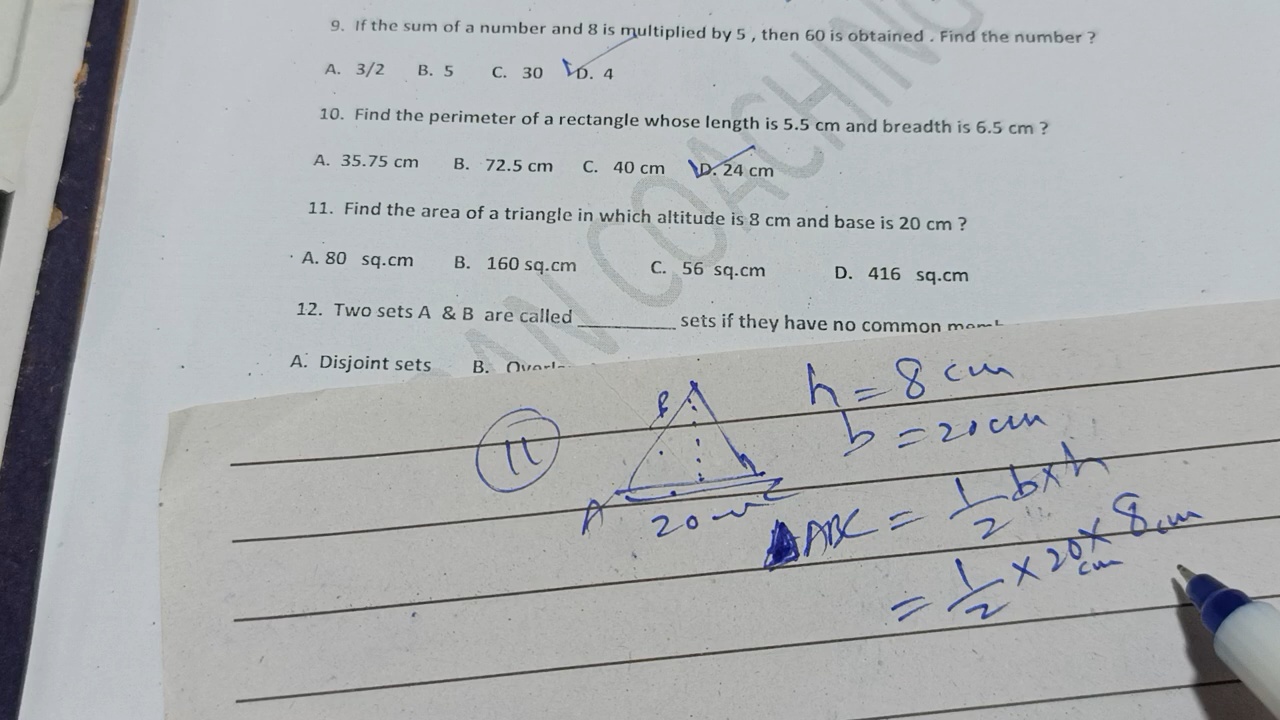 9. If the sum of a number and 8 is multiplied by 5 , then 60 is obtained . Find the number ?
A. 3/2 B. 5 C. 30 D. 4
10. Find the perimeter of a rectangle whose length is 5.5 cm and breadth is 6.5 cm ?
A. 35.75 cm B. 72.5 cm C. 40 cm D. 24 cm
11. Find the area of a triangle in which altitude is 8 cm and base is 20 cm ?
A. 80 sq.cm B. 160 sq.cm C. 56 sq.cm D. 416 sq.cm
12. Two sets A & B are called ________ sets if they have no common
A. Disjoint sets B.
COACHING
11
B
h = 8 cm
b = 20 cm
A
C
20 cm
ABC = 1/2 b × h
= 1/2 × 20 cm × 8 cm